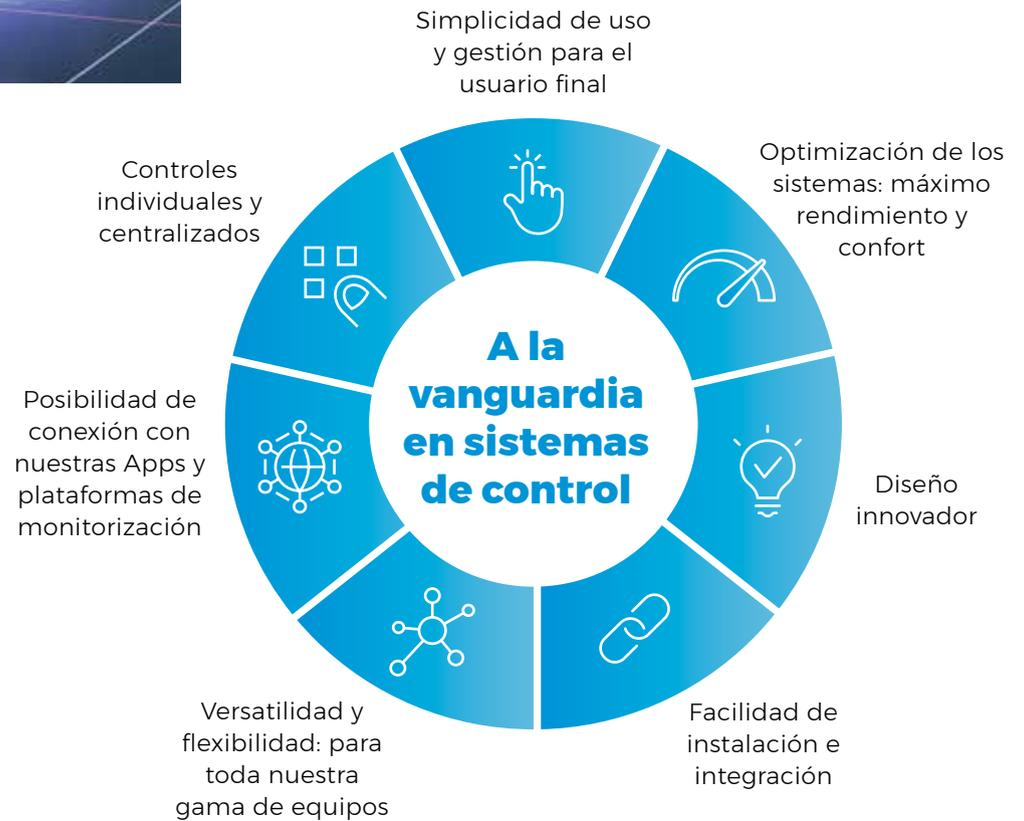 Simplicidad de uso
y gestión para el
usuario final
Optimización de los
sistemas: máximo
rendimiento y
confort
Diseño
innovador
Facilidad de
instalación e
integración
Versatilidad y
flexibilidad: para
toda nuestra
gama de equipos
Posibilidad de
conexión con
nuestras Apps y
plataformas de
monitorización
Controles
individuales y
centralizados
A la
vanguardia
en sistemas
de control